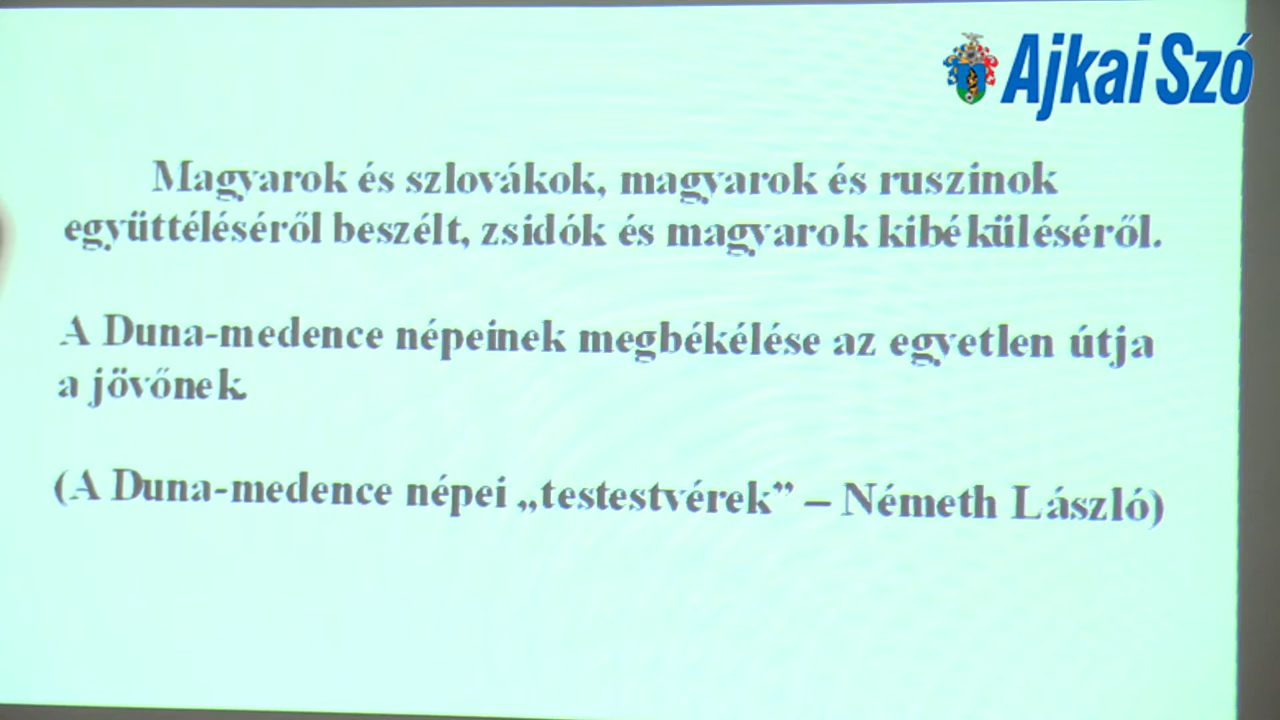 Ajkai Szó
Magyarok és szlovákok, magyarok és ruszinok
együttéléséről beszélt, zsidók és magyarok kibéküléséről.
A Duna-medence népeinek megbékélése az egyetlen útja
a jövőnek
(A Duna-medence népei „testestvérek” – Németh László)